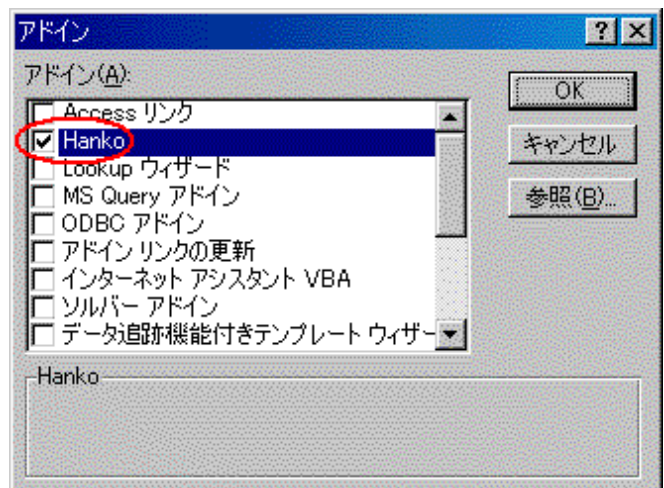 アドイン
アドイン(A):
Access リンク
Hanko
Lookup ウィザード
MS Query アドイン
ODBC アドイン
アドイン リンクの更新
インターネット アシスタント VBA
ソルバー アドイン
データ追跡機能付きテンプレート ウィザー
OK
キャンセル
参照(B)...
Hanko